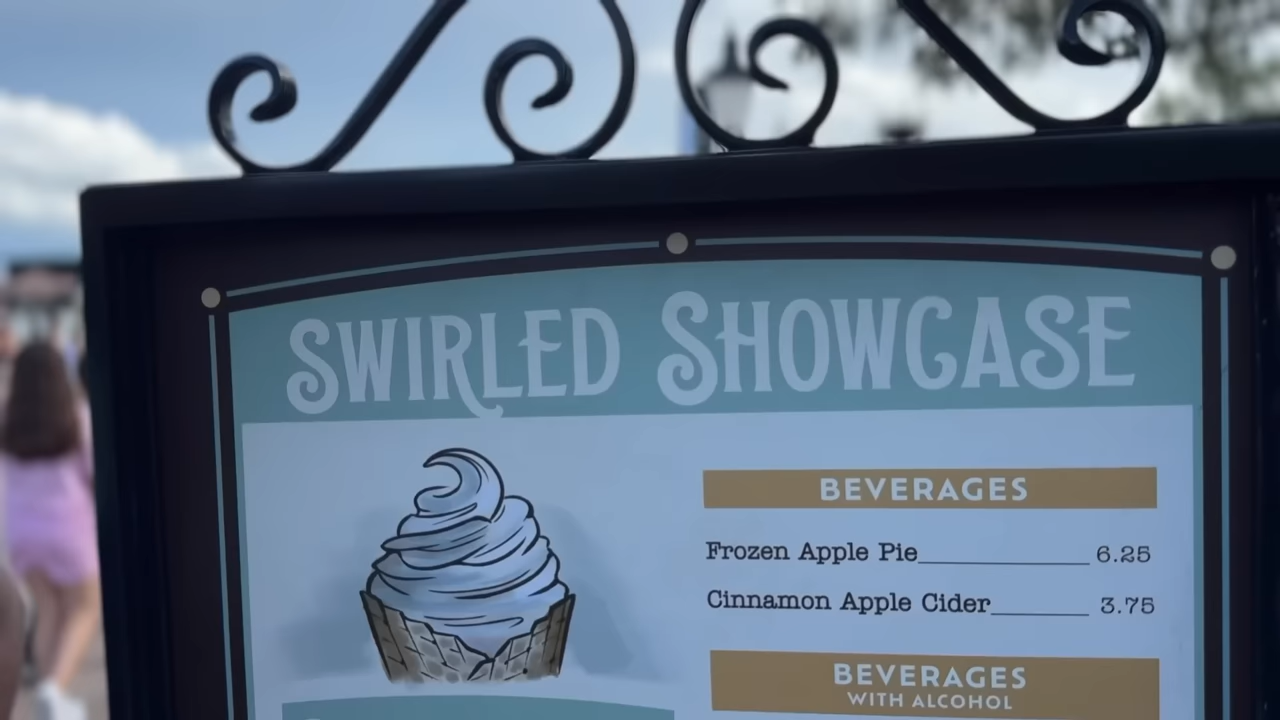 SWIRLED SHOWCASE
BEVERAGES
Frozen Apple Pie 6.25
Cinnamon Apple Cider 3.75
BEVERAGES
WITH ALCOHOL